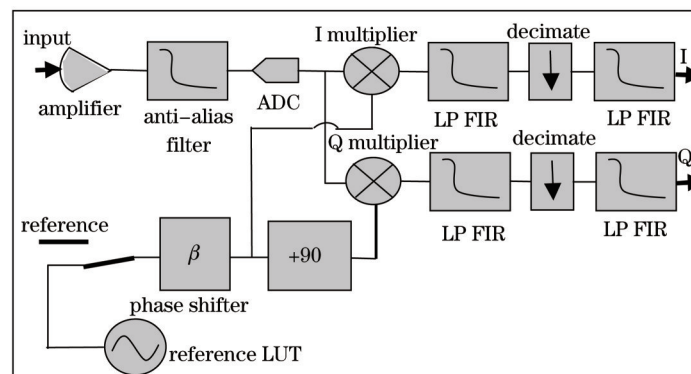 input
amplifier
anti-alias
filter
ADC
I multiplier
LP FIR
decimate
LP FIR
I
Q multiplier
LP FIR
decimate
LP FIR
Q
reference
β
phase shifter
+90
reference LUT